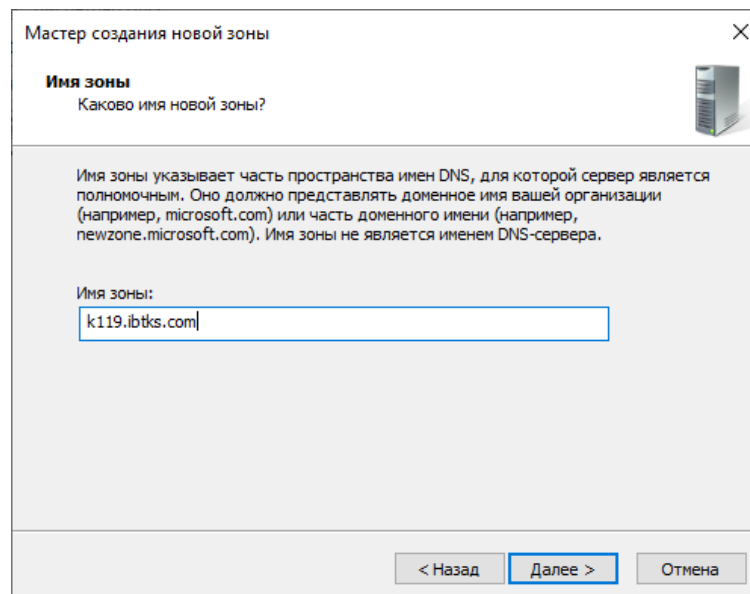 Мастер создания новой зоны
Имя зоны
Каково имя новой зоны?
Имя зоны указывает часть пространства имен DNS, для которой сервер является
полномочным. Оно должно представлять доменное имя вашей организации
(например, microsoft.com) или часть доменного имени (например,
newzone.microsoft.com). Имя зоны не является именем DNS-сервера.
Имя зоны:
k119.ibtks.com
< Назад
Далее >
Отмена